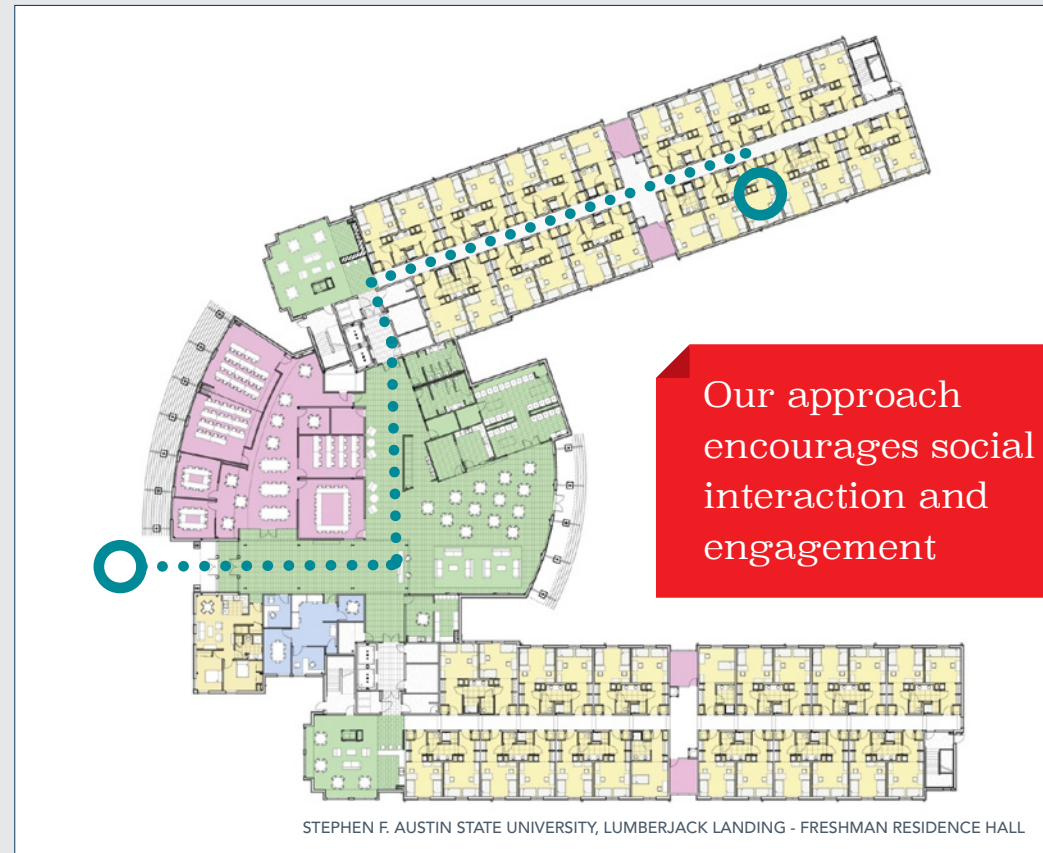 Our approach
encourages social
interaction and
engagement
STEPHEN F. AUSTIN STATE UNIVERSITY, LUMBERJACK LANDING - FRESHMAN RESIDENCE HALL